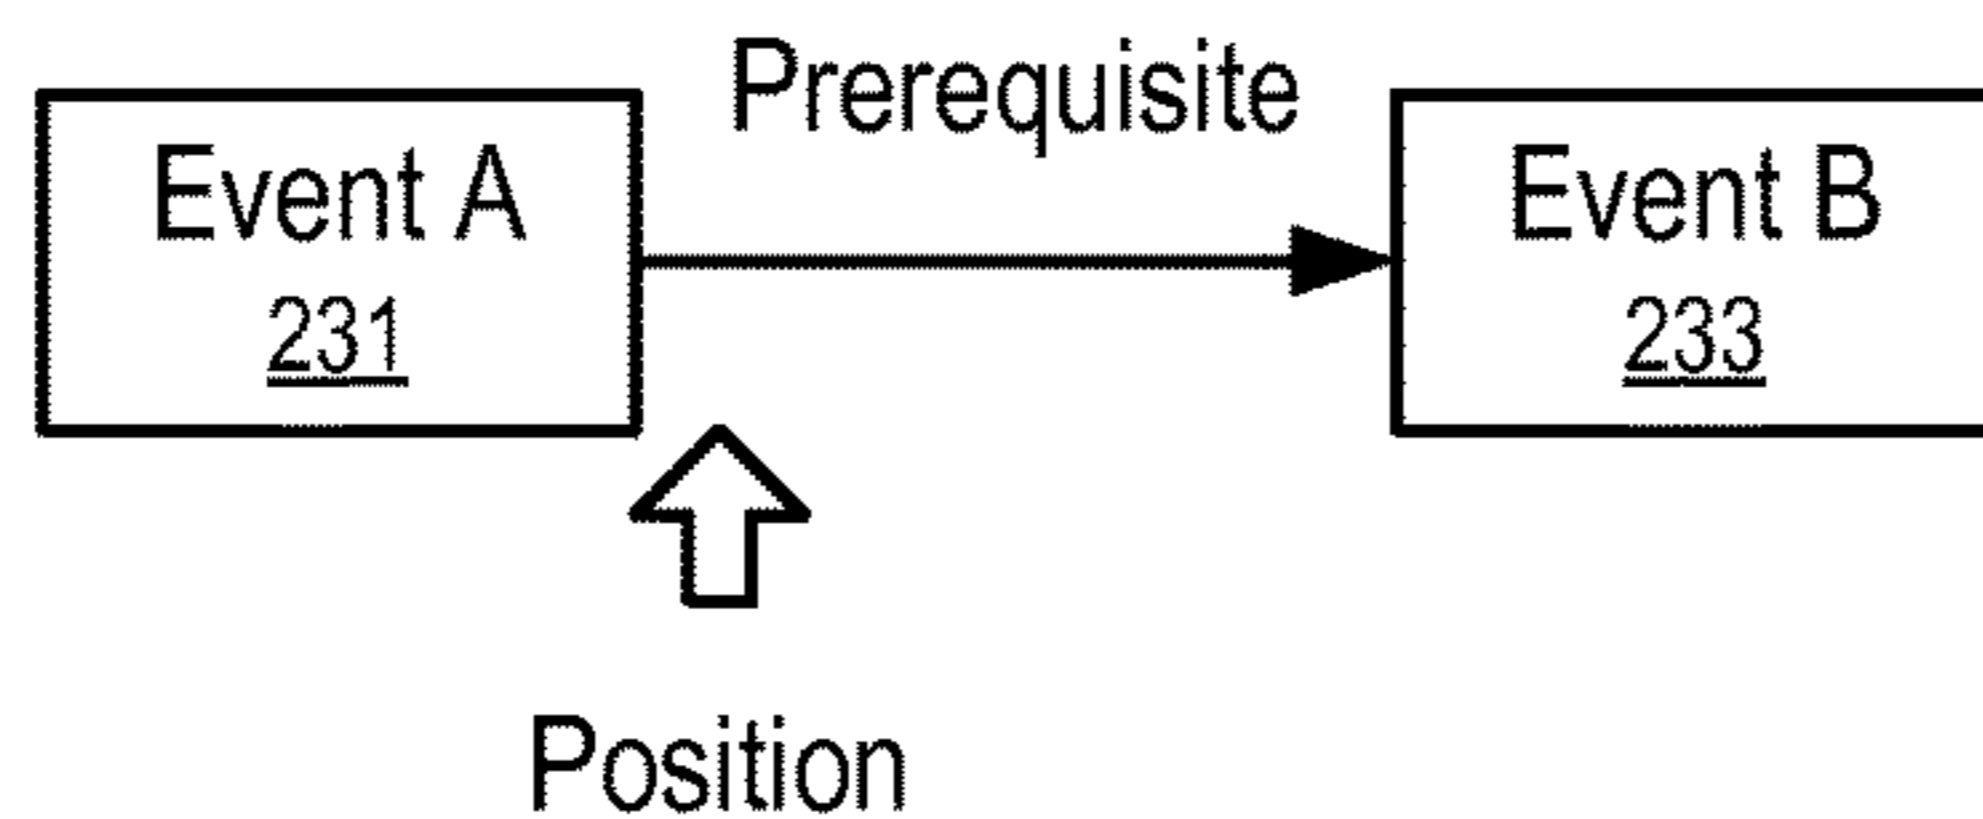 Prerequisite
Event A
231
Event B
233
Position